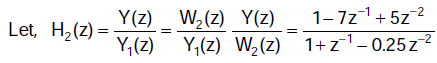 Let, H₂(z) = Y(z)/Y₁(z) = W₂(z)/Y₁(z) Y(z)/W₂(z) = 1– 7z⁻¹ + 5z⁻² / 1+ z⁻¹ – 0.25z⁻²